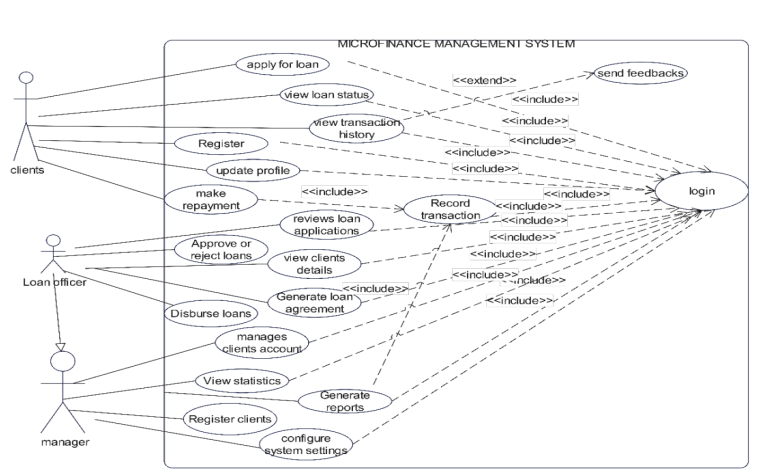 MICROFINANCE MANAGEMENT SYSTEM
apply for loan
<<extend>>
send feedbacks
view loan status
<<include>>
view transaction
history
<<include>>
Register
<<include>>
clients
update profile
<<include>>
login
make
repayment
<<include>>
<<include>>
Record
transaction
<<include>>
reviews loan
applications
<<include>>
Approve or
reject loans
<<include>>
view clients
details
<<include>>
Loan officer
<<include>>
<<include>>
Generate loan
agreement
<<include>>
<<include>>
Disburse loans
manages
clients account
View statistics
Generate
reports
Register clients
manager
configure
system settings